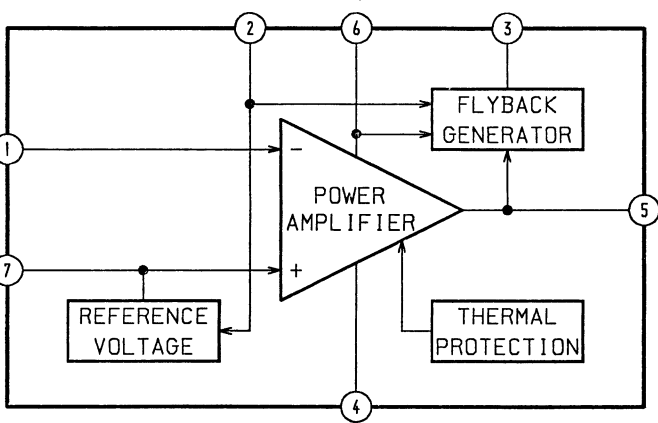 2
6
3
FLYBACK
GENERATOR
1
−
POWER
AMPLIFIER
5
7
+
REFERENCE
VOLTAGE
THERMAL
PROTECTION
4